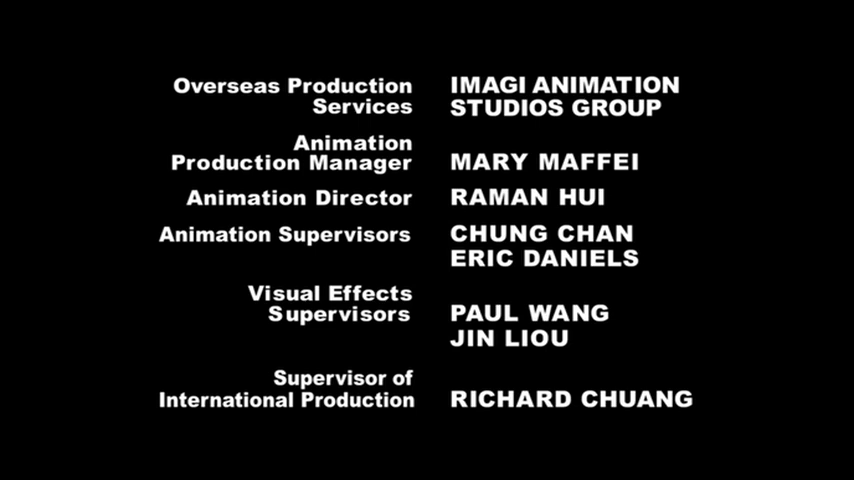 Overseas Production IMAGI ANIMATION
Services STUDIOS GROUP
Animation
Production Manager MARY MAFFEI
Animation Director RAMAN HUI
Animation Supervisors CHUNG CHAN
ERIC DANIELS
Visual Effects
Supervisors PAUL WANG
JIN LIOU
Supervisor of
International Production RICHARD CHUANG